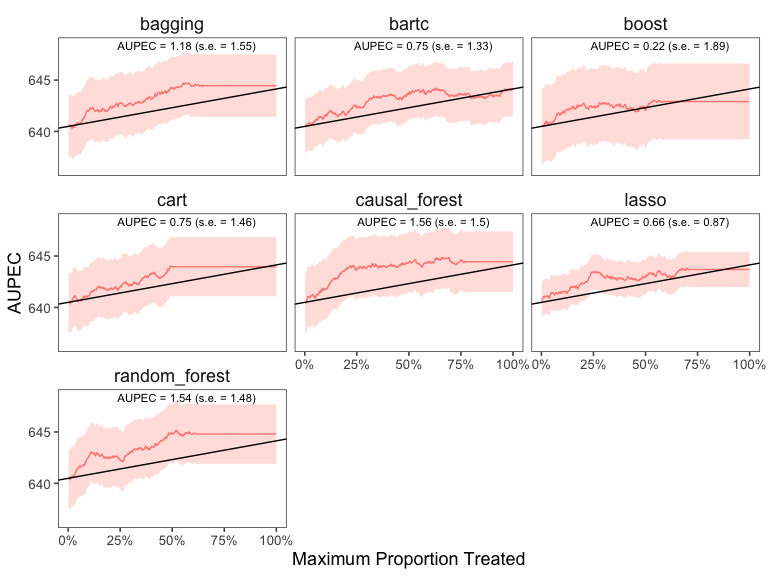 bagging
bartc
boost
AUPEC = 1.18 (s.e. = 1.55)
AUPEC = 0.75 (s.e. = 1.33)
AUPEC = 0.22 (s.e. = 1.89)
645
640
cart
causal_forest
lasso
AUPEC = 0.75 (s.e. = 1.46)
AUPEC = 1.56 (s.e. = 1.5)
AUPEC = 0.66 (s.e. = 0.87)
645
640
AUPEC
0% 25% 50% 75% 100%
0% 25% 50% 75% 100%
random_forest
AUPEC = 1.54 (s.e. = 1.48)
645
640
0% 25% 50% 75% 100%
Maximum Proportion Treated